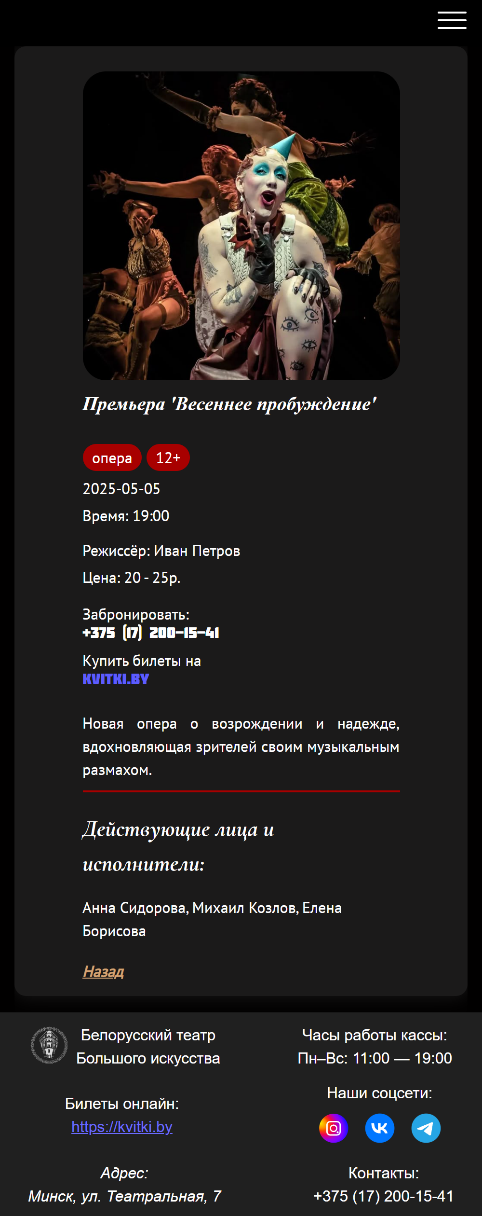 Премьера 'Весеннее пробуждение'
опера 12+
2025-05-05
Время: 19:00
Режиссёр: Иван Петров
Цена: 20 - 25р.
Забронировать:
+375 (17) 200-15-41
Купить билеты на
KVITKI.BY
Новая опера о возрождении и надежде,
вдохновляющая зрителей своим музыкальным
размахом.
Действующие лица и
исполнители:
Анна Сидорова, Михаил Козлов, Елена
Борисова
Назад
Белорусский театр
Большого искусства
Часы работы кассы:
Пн–Вс: 11:00 — 19:00
Билеты онлайн:
https://kvitki.by
Наши соцсети:
Адрес:
Минск, ул. Театральная, 7
Контакты:
+375 (17) 200-15-41